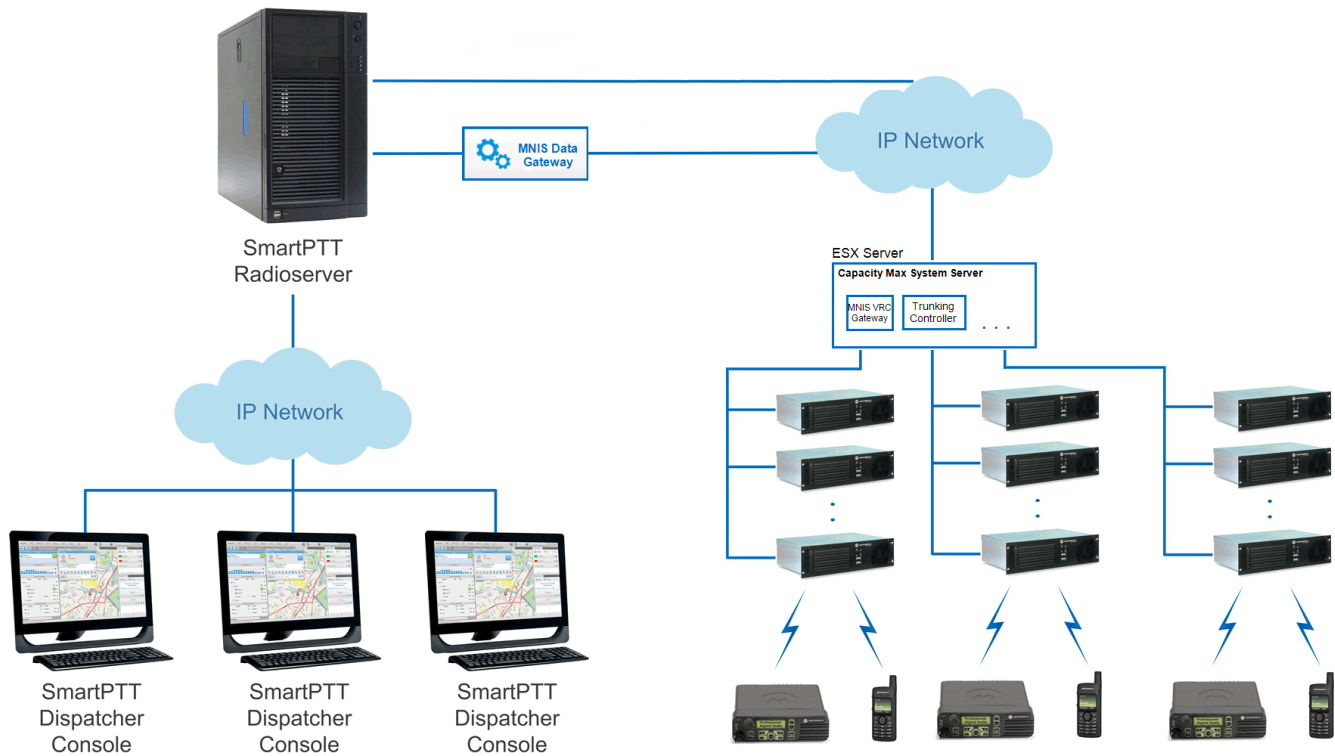 MNIS Data
Gateway
IP Network
SmartPTT
Radioserver
ESX Server
Capacity Max System Server
MNIS VRC
Gateway
Trunking
Controller
. . .
IP Network
SmartPTT
Dispatcher
Console
SmartPTT
Dispatcher
Console
SmartPTT
Dispatcher
Console